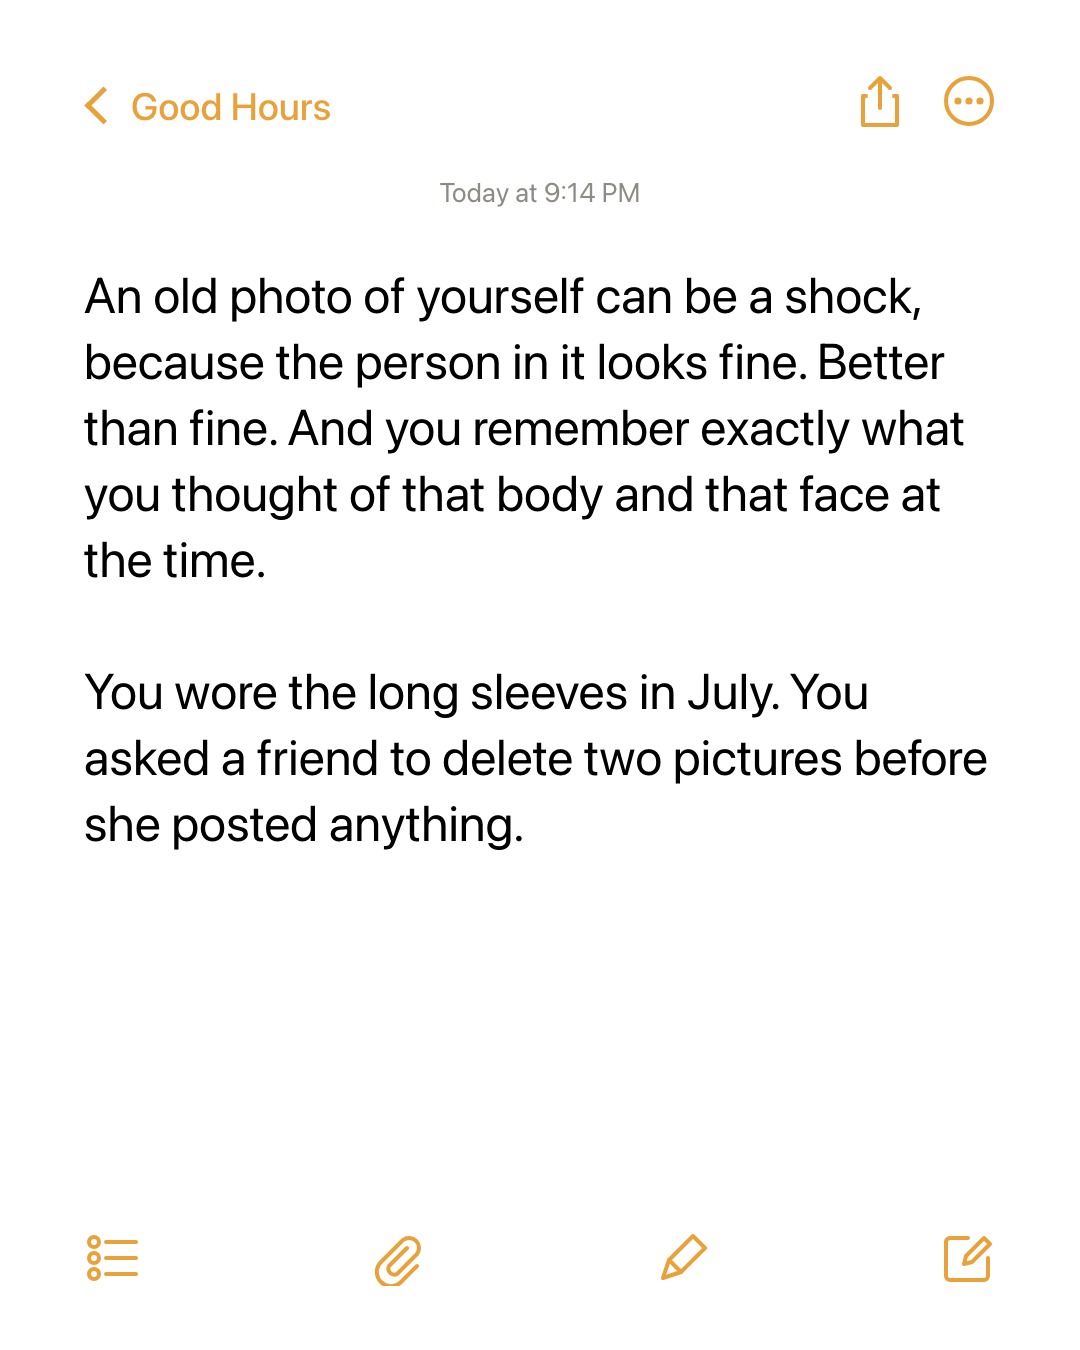 Good Hours
Today at 9:14 PM
An old photo of yourself can be a shock,
because the person in it looks fine. Better
than fine. And you remember exactly what
you thought of that body and that face at
the time.
You wore the long sleeves in July. You
asked a friend to delete two pictures before
she posted anything.